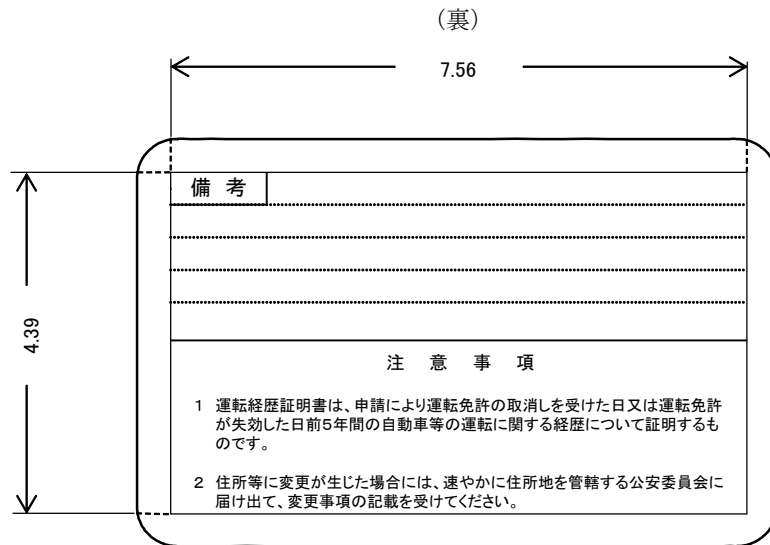 （裏）
7.56
備 考
4.39
注 意 事 項
1 運転経歴証明書は、申請により運転免許の取消しを受けた日又は運転免許
が失効した日前5年間の自動車等の運転に関する経歴について証明するも
のです。
2 住所等に変更が生じた場合には、速やかに住所地を管轄する公安委員会に
届け出て、変更事項の記載を受けてください。